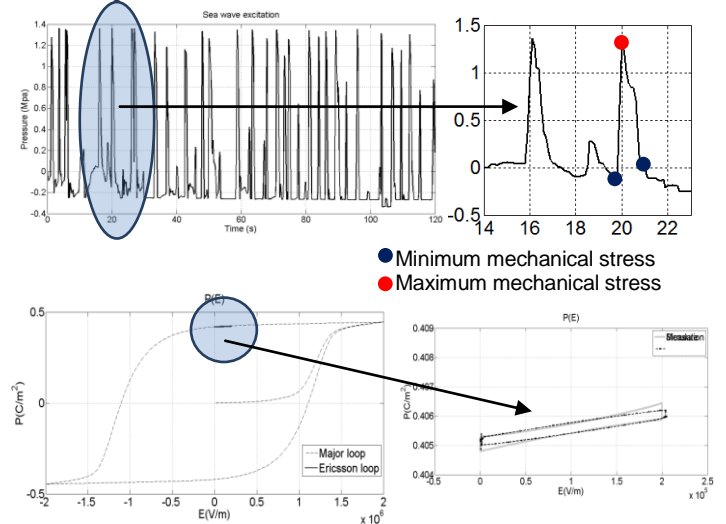 Sea wave excitation
1.4
1.2
1
0.8
0.6
0.4
0.2
0
-0.2
-0.4
Pressure (Mpa)
0 20 40 60 80 100 120
Time (s)
1.5
1
0.5
0
-0.5
14 16 18 20 22
Minimum mechanical stress
Maximum mechanical stress
P(E)
0.5
0
-0.5
P(C/m²)
-2 -1.5 -1 -0.5 0 0.5 1 1.5 2
E(V/m) x 10⁶
Major loop
Ericsson loop
P(E)
0.409
0.408
0.406
0.405
0.404
P(C/m²)
-0.5 0 0.5 1 1.5 2 2.5
E(V/m) x 10⁵